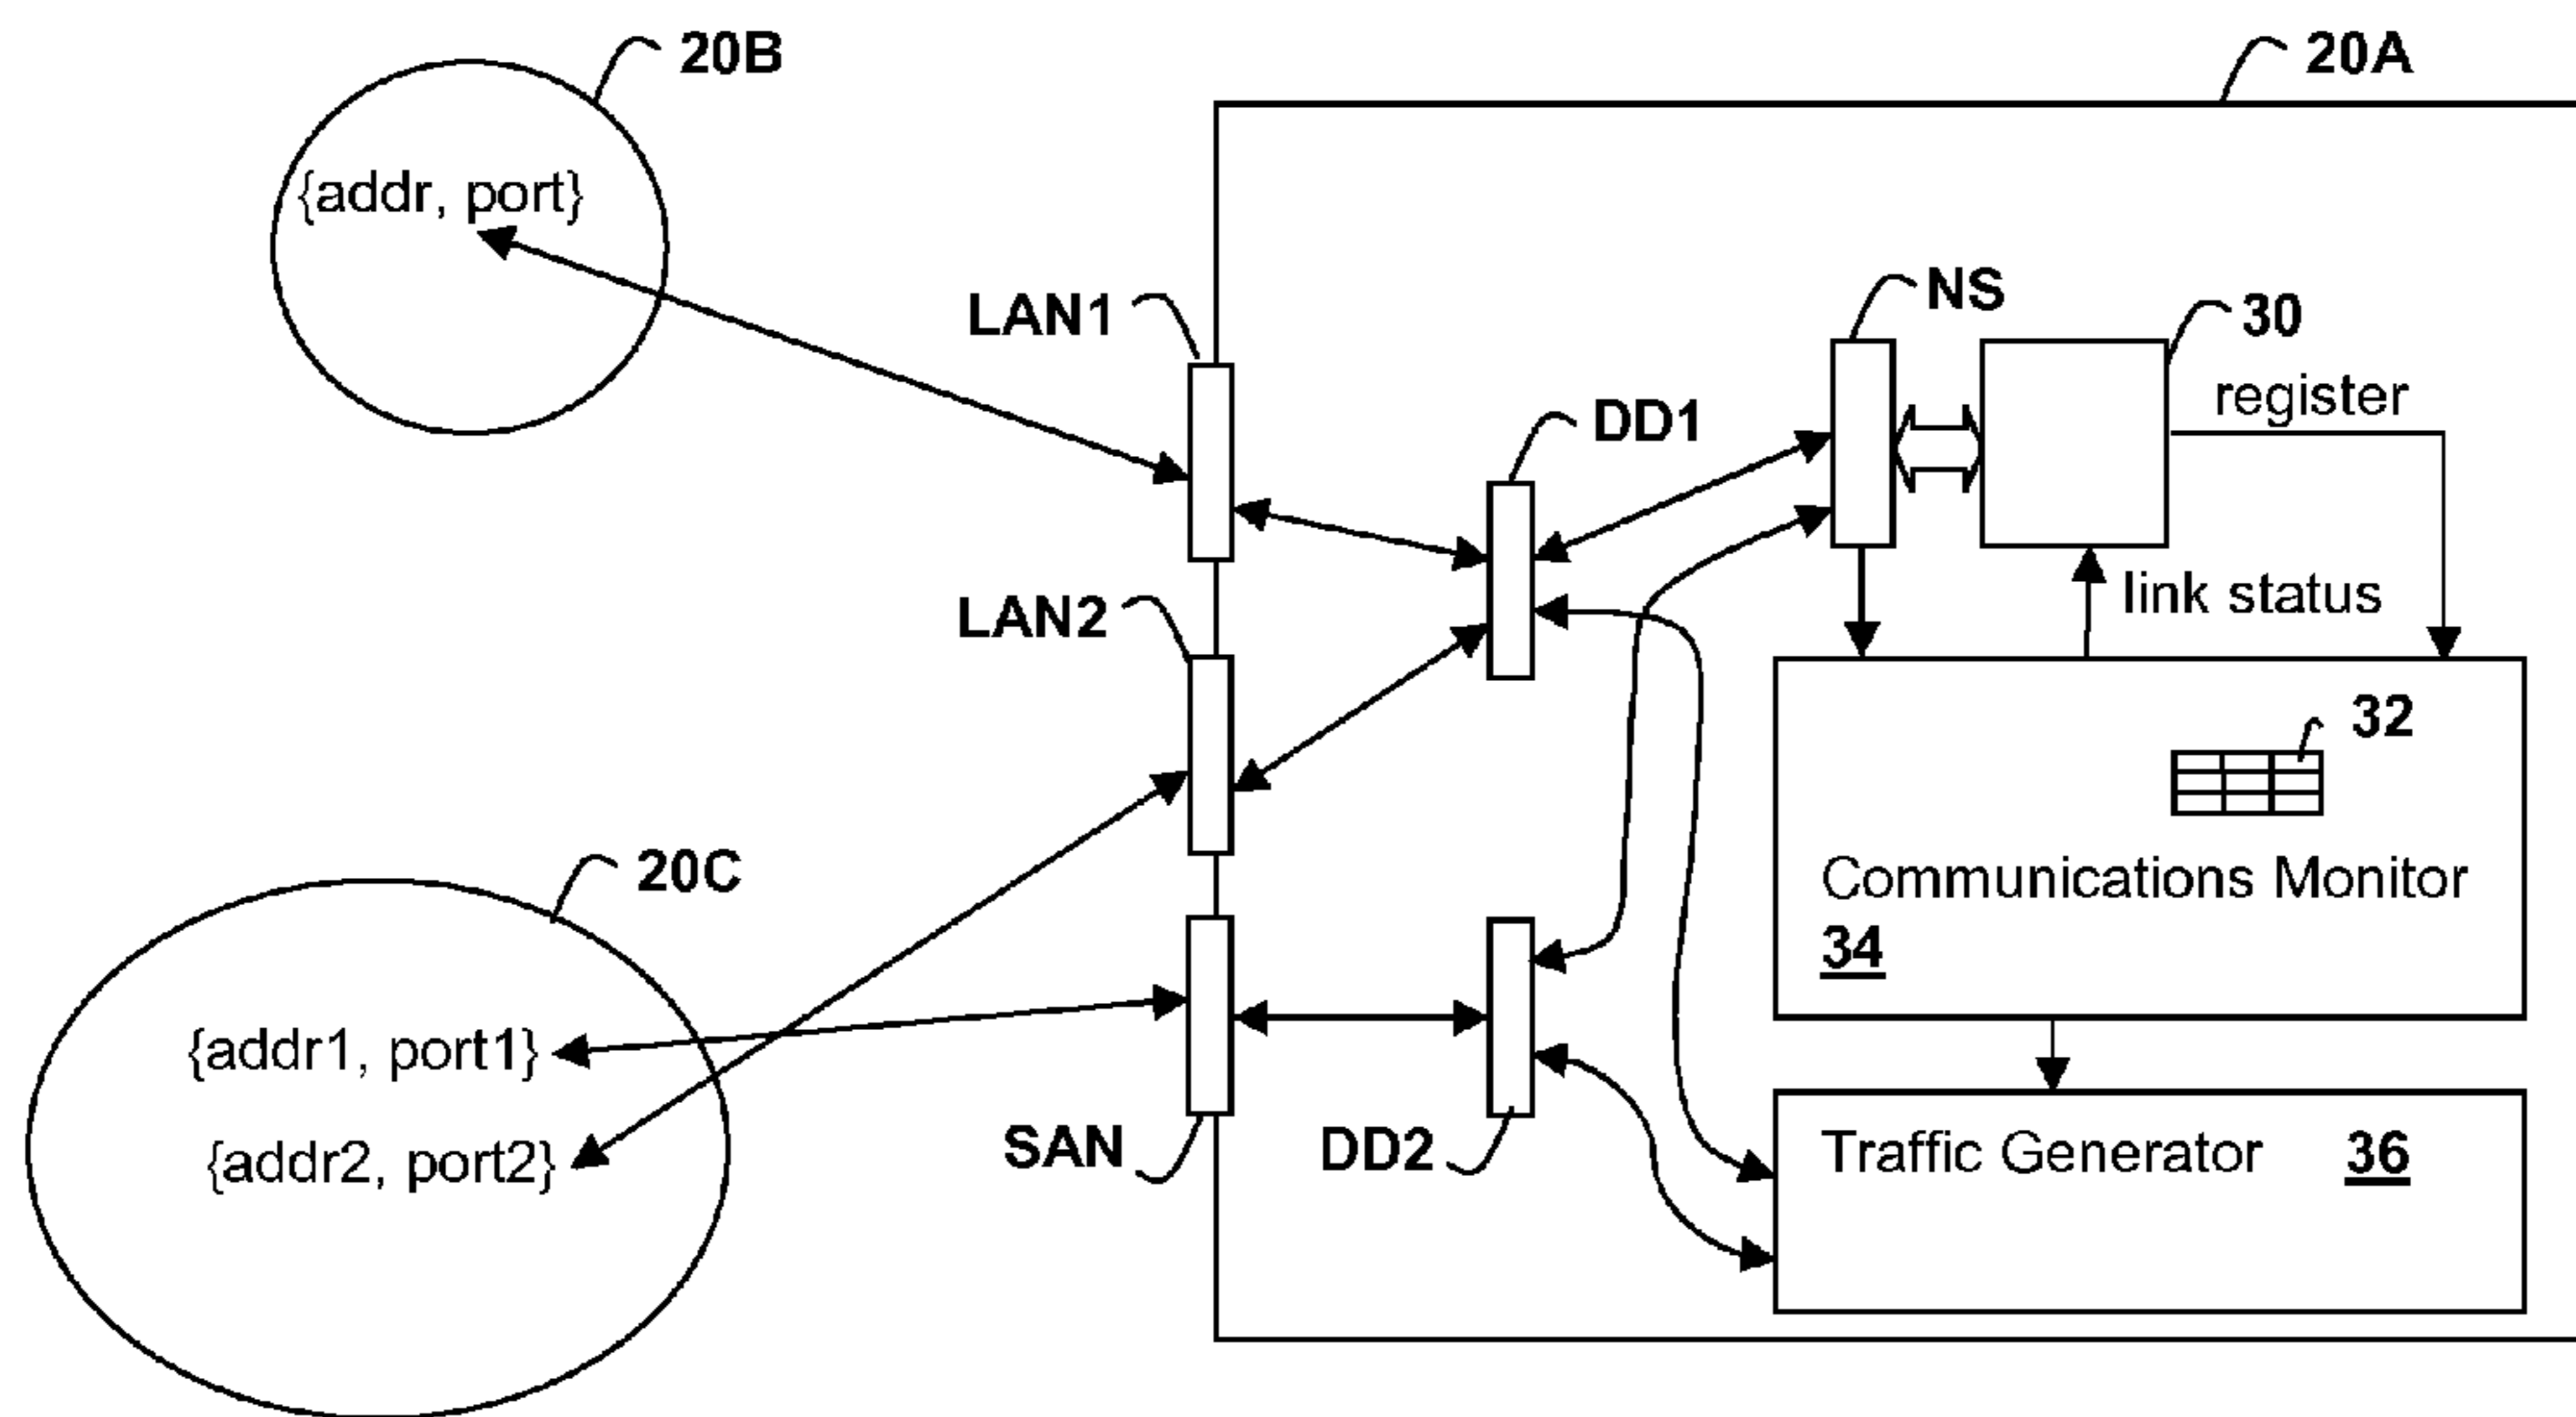 20B
20A
{addr, port}
LAN1
NS
30
register
DD1
link status
LAN2
32
Communications Monitor
34
20C
{addr1, port1}
{addr2, port2}
SAN
DD2
Traffic Generator 36